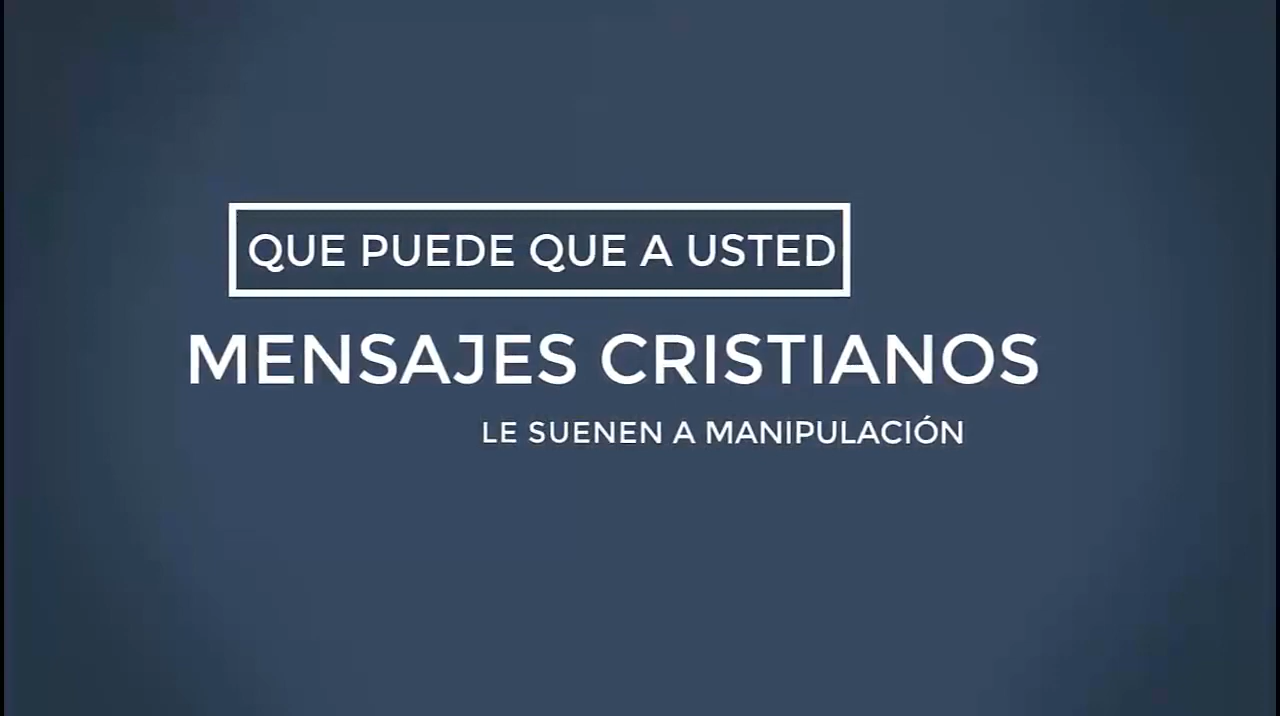 QUE PUEDE QUE A USTED
MENSAJES CRISTIANOS
LE SUENEN A MANIPULACIÓN